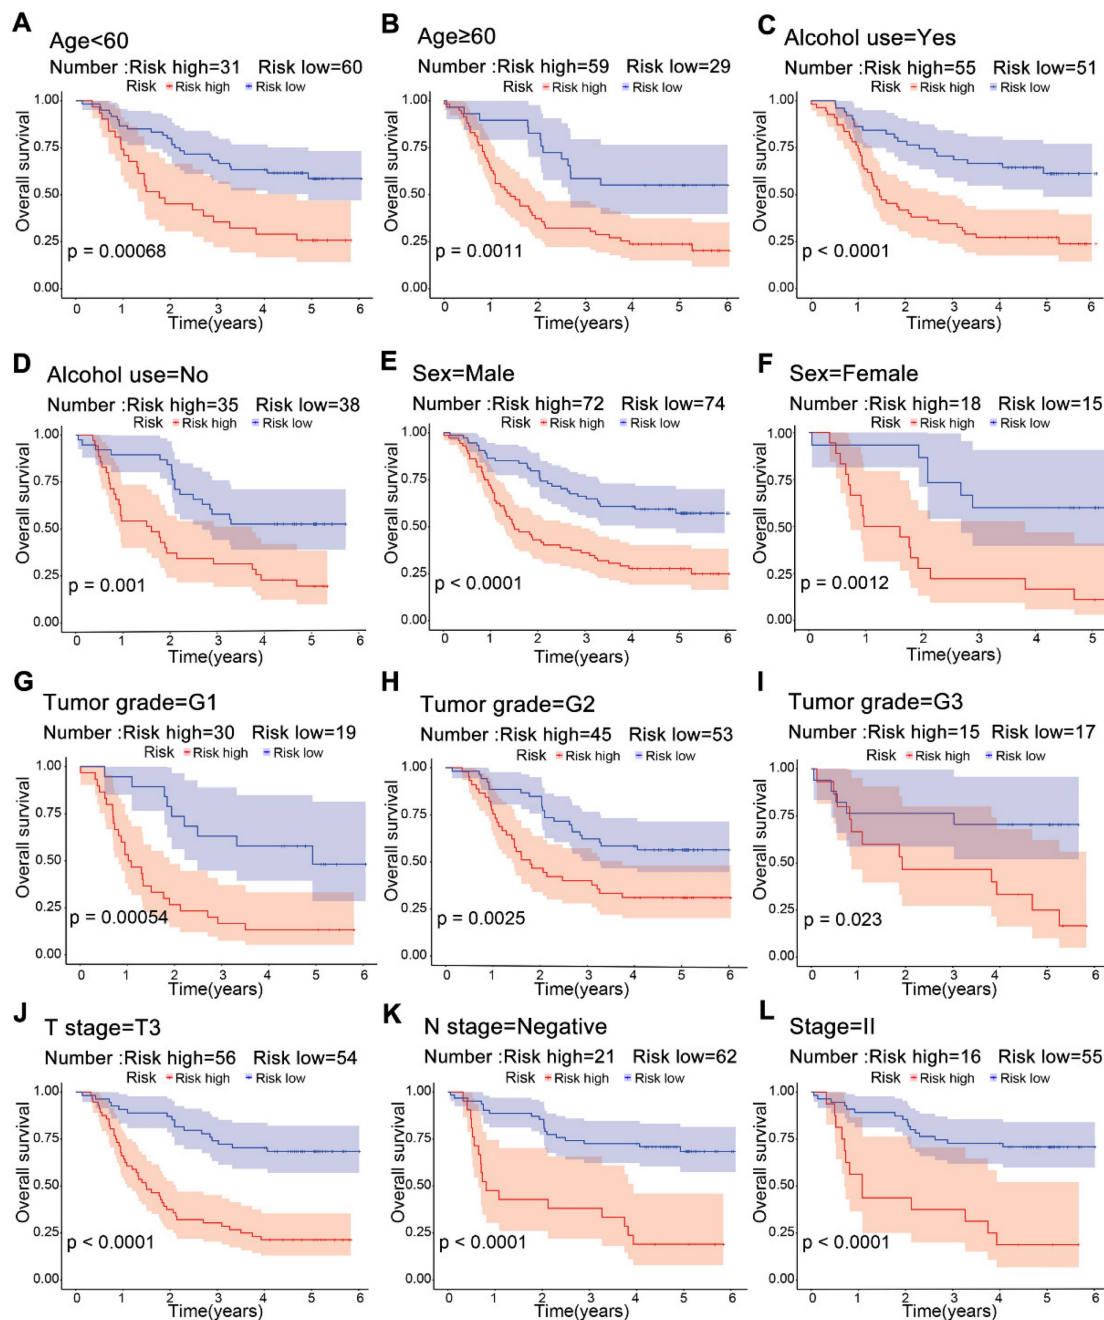 A Age<60
Number :Risk high=31 Risk low=60
Risk Risk high Risk low
Overall survival
1.00
0.75
0.50
0.25
0.00
p = 0.00068
0 1 2 3 4 5 6
Time(years)
B Age≥60
Number :Risk high=59 Risk low=29
Risk Risk high Risk low
Overall survival
1.00
0.75
0.50
0.25
0.00
p = 0.0011
0 1 2 3 4 5 6
Time(years)
C Alcohol use=Yes
Number :Risk high=55 Risk low=51
Risk Risk high Risk low
Overall survival
1.00
0.75
0.50
0.25
0.00
p < 0.0001
0 1 2 3 4 5 6
Time(years)
D Alcohol use=No
Number :Risk high=35 Risk low=38
Risk Risk high Risk low
Overall survival
1.00
0.75
0.50
0.25
0.00
p = 0.001
0 1 2 3 4 5 6
Time(years)
E Sex=Male
Number :Risk high=72 Risk low=74
Risk Risk high Risk low
Overall survival
1.00
0.75
0.50
0.25
0.00
p < 0.0001
0 1 2 3 4 5 6
Time(years)
F Sex=Female
Number :Risk high=18 Risk low=15
Risk Risk high Risk low
Overall survival
1.00
0.75
0.50
0.25
0.00
p = 0.0012
0 1 2 3 4 5
Time(years)
G Tumor grade=G1
Number :Risk high=30 Risk low=19
Risk Risk high Risk low
Overall survival
1.00
0.75
0.50
0.25
0.00
p = 0.00054
0 1 2 3 4 5 6
Time(years)
H Tumor grade=G2
Number :Risk high=45 Risk low=53
Risk Risk high Risk low
Overall survival
1.00
0.75
0.50
0.25
0.00
p = 0.0025
0 1 2 3 4 5 6
Time(years)
I Tumor grade=G3
Number :Risk high=15 Risk low=17
Risk Risk high Risk low
Overall survival
1.00
0.75
0.50
0.25
0.00
p = 0.023
0 1 2 3 4 5 6
Time(years)
J T stage=T3
Number :Risk high=56 Risk low=54
Risk Risk high Risk low
Overall survival
1.00
0.75
0.50
0.25
0.00
p < 0.0001
0 1 2 3 4 5 6
Time(years)
K N stage=Negative
Number :Risk high=21 Risk low=62
Risk Risk high Risk low
Overall survival
1.00
0.75
0.50
0.25
0.00
p < 0.0001
0 1 2 3 4 5 6
Time(years)
L Stage=II
Number :Risk high=16 Risk low=55
Risk Risk high Risk low
Overall survival
1.00
0.75
0.50
0.25
0.00
p < 0.0001
0 1 2 3 4 5 6
Time(years)